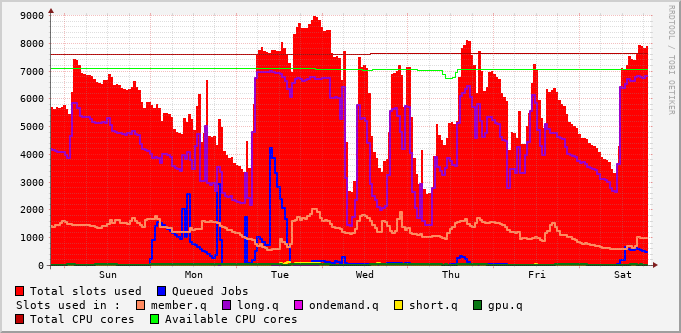 9000
8000
7000
6000
5000
4000
3000
2000
1000
0
Sun Mon Tue Wed Thu Fri Sat
RRDTOOL / TOBI OETIKER
Total slots used Queued Jobs
Slots used in : member.q long.q ondemand.q short.q gpu.q
Total CPU cores Available CPU cores